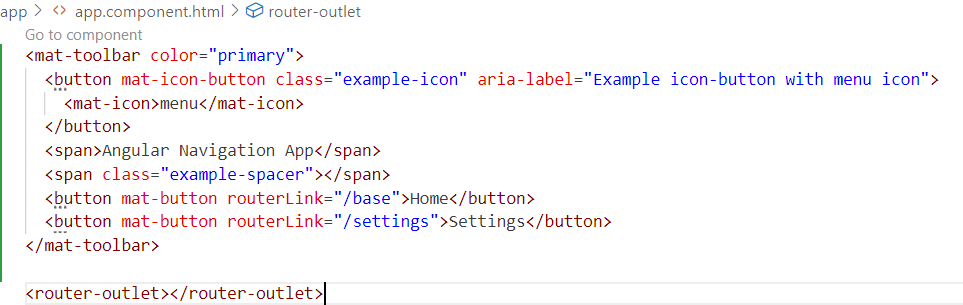 app > <> app.component.html > router-outlet
Go to component
<mat-toolbar color="primary">
  <button mat-icon-button class="example-icon" aria-label="Example icon-button with menu icon">
    <mat-icon>menu</mat-icon>
  </button>
  <span>Angular Navigation App</span>
  <span class="example-spacer"></span>
  <button mat-button routerLink="/base">Home</button>
  <button mat-button routerLink="/settings">Settings</button>
</mat-toolbar>
<router-outlet></router-outlet>